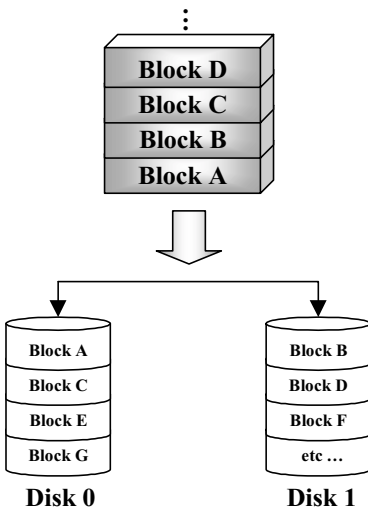 ⋮
Block D
Block C
Block B
Block A
Block A
Block C
Block E
Block G
Disk 0
Block B
Block D
Block F
etc …
Disk 1